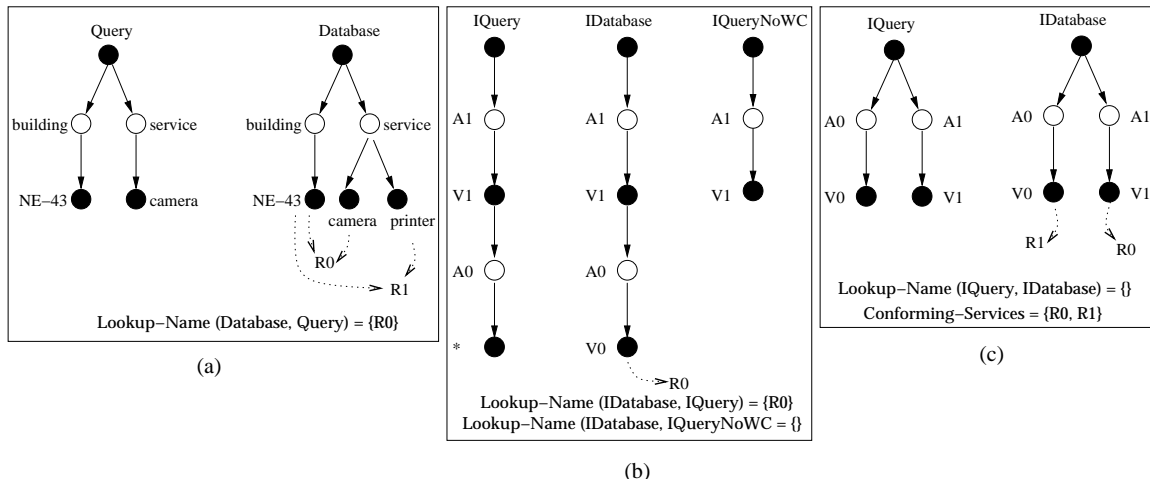 Query
Database
building
service
building
service
NE–43
camera
NE–43
camera
printer
R0
R1
Lookup–Name (Database, Query) = {R0}
(a)
IQuery
IDatabase
IQueryNoWC
A1
A1
A1
V1
V1
V1
A0
A0
*
V0
R0
Lookup–Name (IDatabase, IQuery) = {R0}
Lookup–Name (IDatabase, IQueryNoWC = {}
(b)
IQuery
IDatabase
A0
A1
A0
A1
V0
V1
V0
V1
R1
R0
Lookup–Name (IQuery, IDatabase) = {}
Conforming–Services = {R0, R1}
(c)